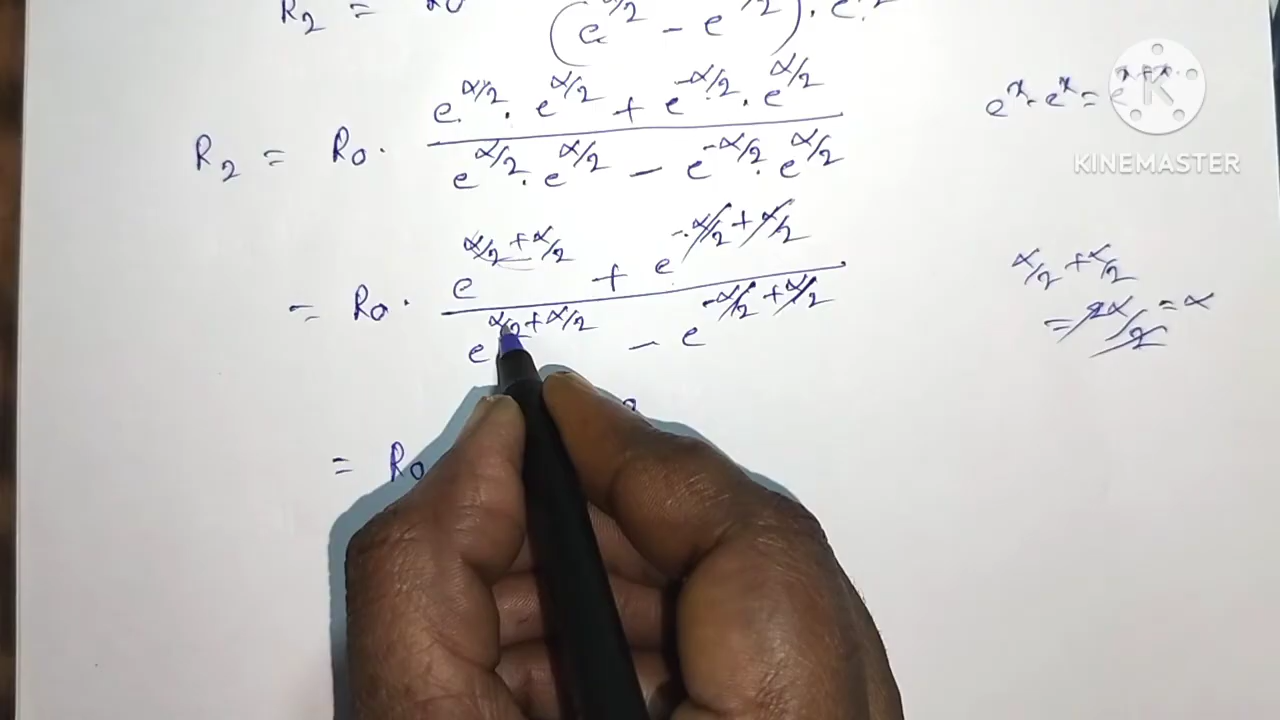 R₂ = R₀ (e^(α/2) - e^(-α/2)) . e^(α/2)
R₂ = R₀ . (e^(α/2) . e^(α/2) + e^(-α/2) . e^(α/2)) / (e^(α/2) . e^(α/2) - e^(-α/2) . e^(α/2))
e^x . e^x = e^(x+x)
KINEMASTER
= R₀ . (e^(α/2 + α/2) + e^(-α/2 + α/2)) / (e^(α/2 + α/2) - e^(-α/2 + α/2))
α/2 + α/2
= 2α/2 = α
= R₀